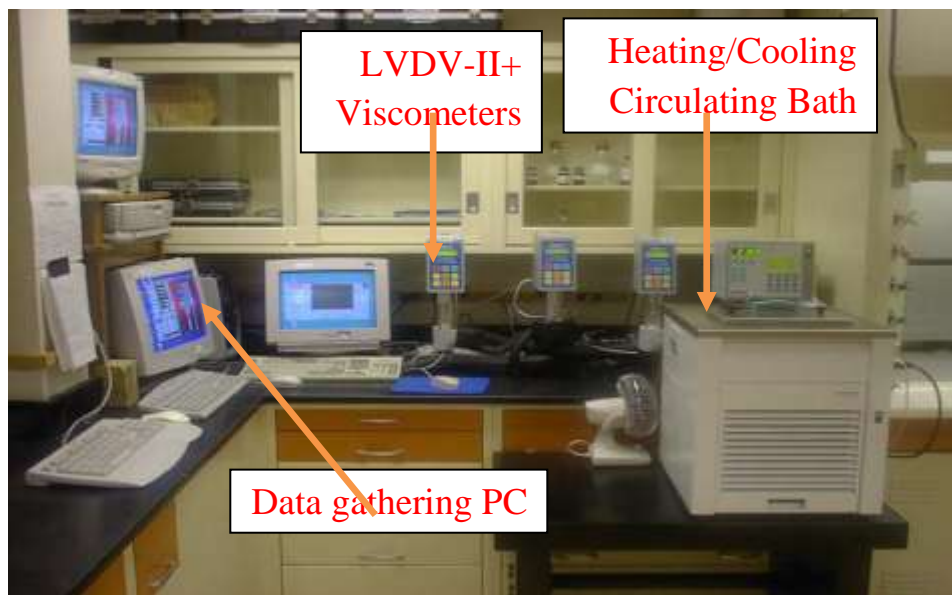 LVDV-II+
Viscometers
Heating/Cooling
Circulating Bath
Data gathering PC